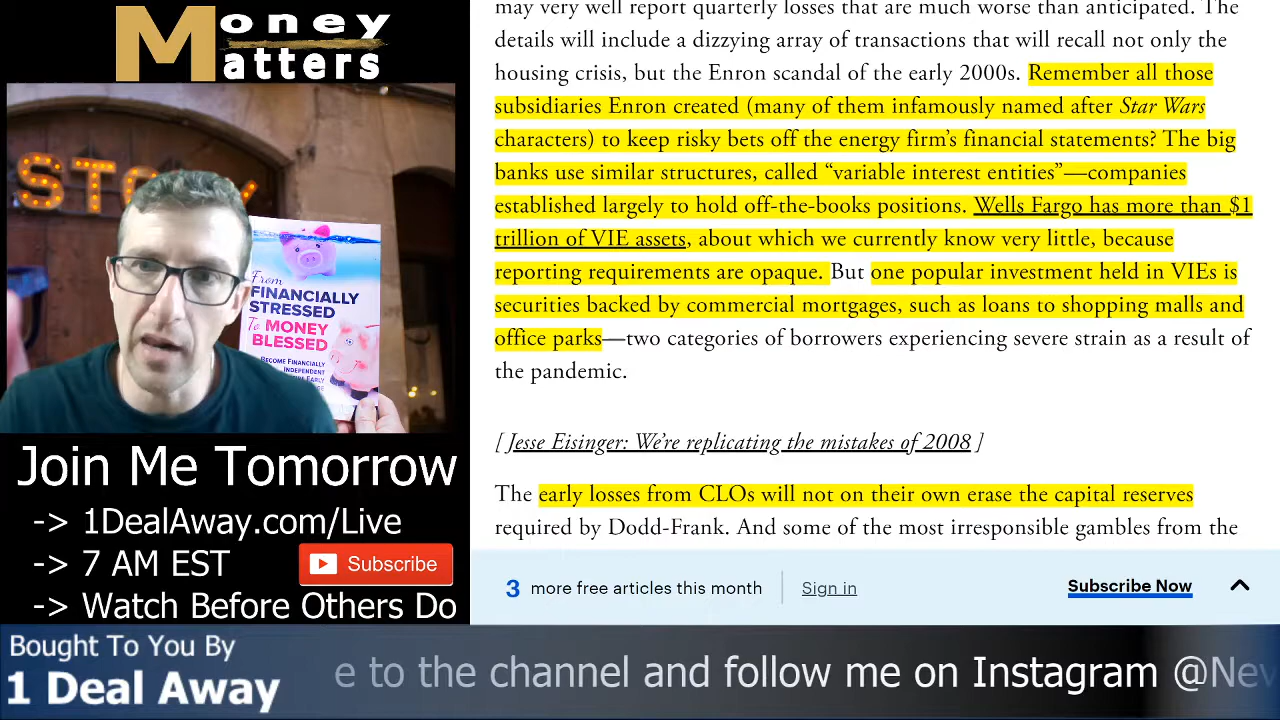 Money
Matters
STO
From
FINANCIALLY
STRESSED
To MONEY
BLESSED
BECOME FINANCIALLY
INDEPENDENT
EARLY
Join Me Tomorrow
-> 1DealAway.com/Live
-> 7 AM EST
Subscribe
-> Watch Before Others Do
may very well report quarterly losses that are much worse than anticipated. The
details will include a dizzying array of transactions that will recall not only the
housing crisis, but the Enron scandal of the early 2000s. Remember all those
subsidiaries Enron created (many of them infamously named after Star Wars
characters) to keep risky bets off the energy firm’s financial statements? The big
banks use similar structures, called “variable interest entities”—companies
established largely to hold off-the-books positions. Wells Fargo has more than $1
trillion of VIE assets, about which we currently know very little, because
reporting requirements are opaque. But one popular investment held in VIEs is
securities backed by commercial mortgages, such as loans to shopping malls and
office parks—two categories of borrowers experiencing severe strain as a result of
the pandemic.
[ Jesse Eisinger: We’re replicating the mistakes of 2008 ]
The early losses from CLOs will not on their own erase the capital reserves
required by Dodd-Frank. And some of the most irresponsible gambles from the
3 more free articles this month Sign in Subscribe Now
Bought To You By
1 Deal Away
e to the channel and follow me on Instagram @Nev